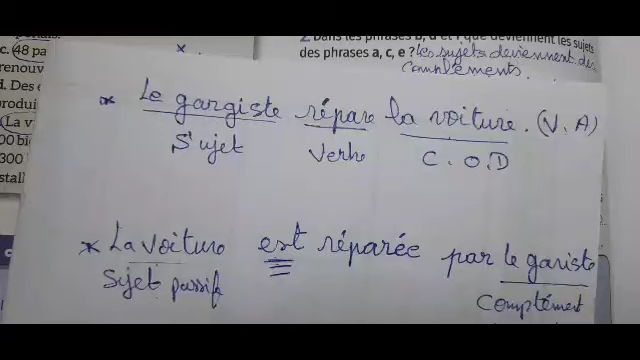 c. 48 pa
renouv
d. Des é
produi
La v
00 bi
300
stall
2 Dans les phrases b, d et f que deviennent les sujets
des phrases a, c, e ? les sujets deviennent des
compléments.
* Le gargiste répare la voiture. (V.A)
Sujet Verbe C.O.D
* La voiture est réparée par le gariste
Sujet passif
Complément